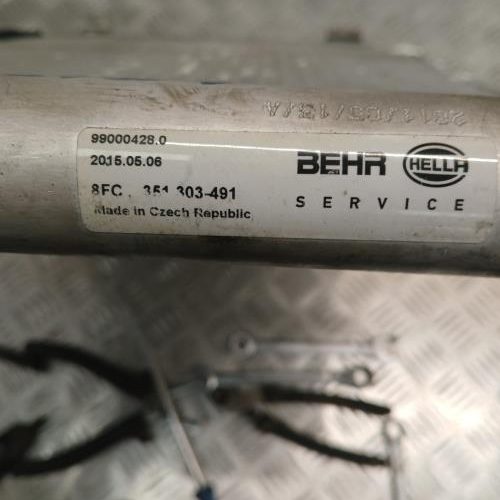 99000428.0
2015.05.06
8FC 351 303-491
Made in Czech Republic
BEHR HELLA
SERVICE